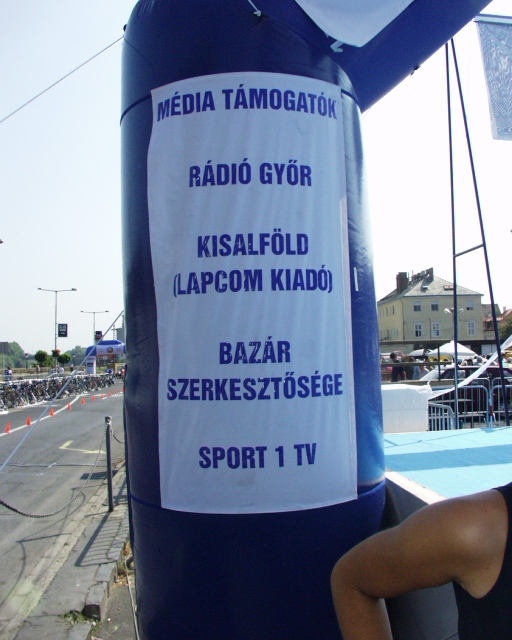 MÉDIA TÁMOGATÓK
RÁDIÓ GYŐR
KISALFÖLD
(LAPCOM KIADÓ)
BAZÁR
SZERKESZTŐSÉGE
SPORT 1 TV